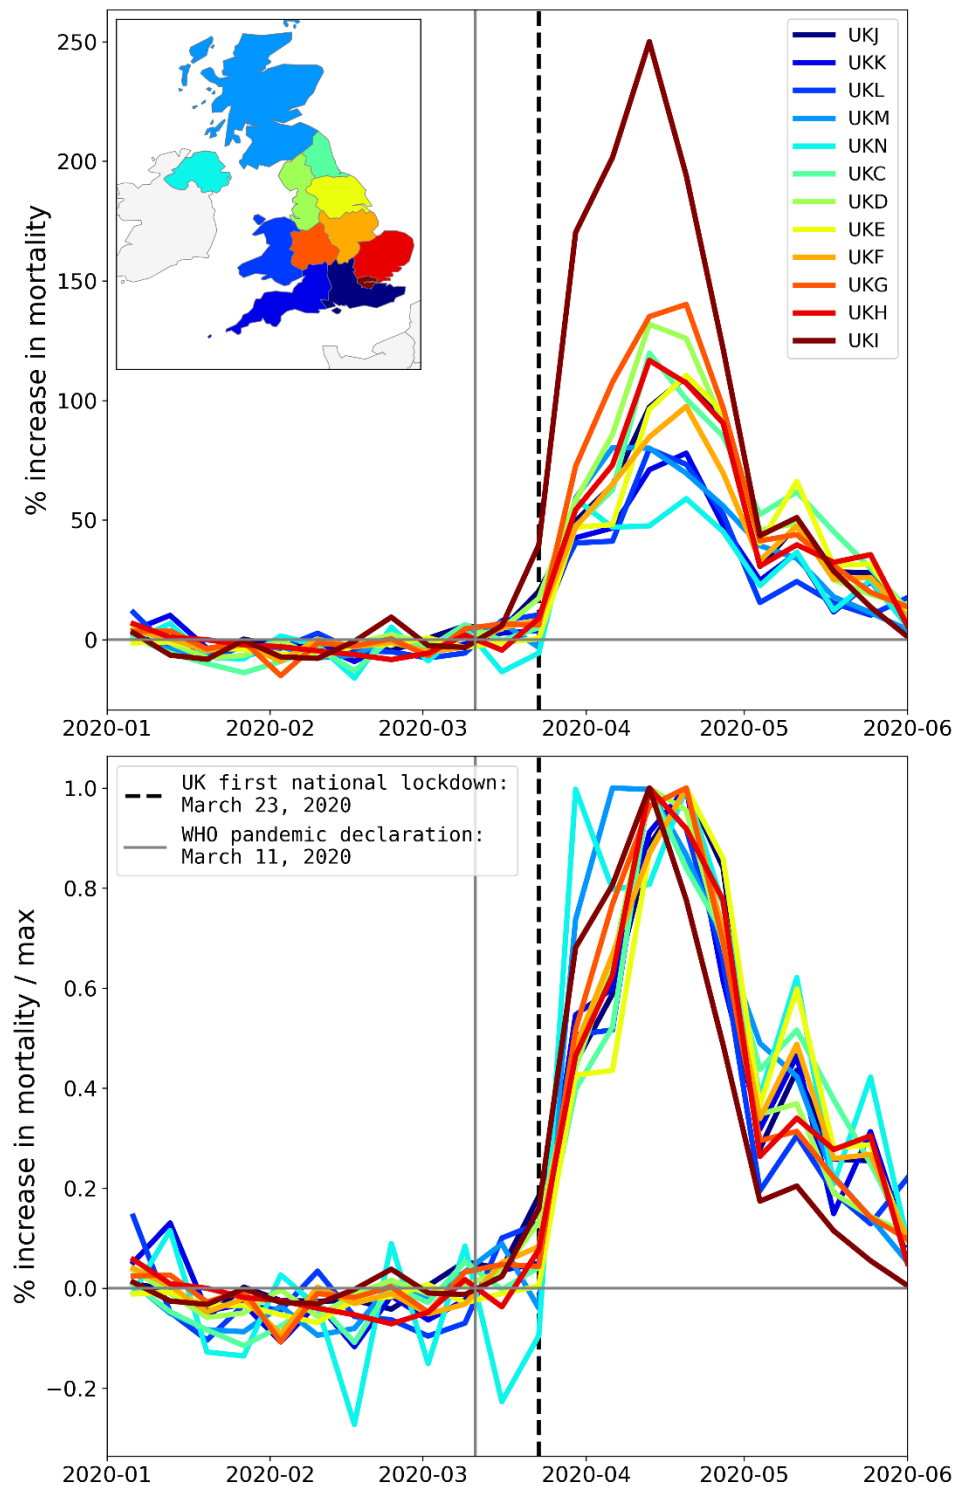 250
200
150
100
50
0
% increase in mortality
UKJ
UKK
UKL
UKM
UKN
UKC
UKD
UKE
UKF
UKG
UKH
UKI
2020-01 2020-02 2020-03 2020-04 2020-05 2020-06
1.0
0.8
0.6
0.4
0.2
0.0
−0.2
% increase in mortality / max
UK first national lockdown:
March 23, 2020
WHO pandemic declaration:
March 11, 2020
2020-01 2020-02 2020-03 2020-04 2020-05 2020-06